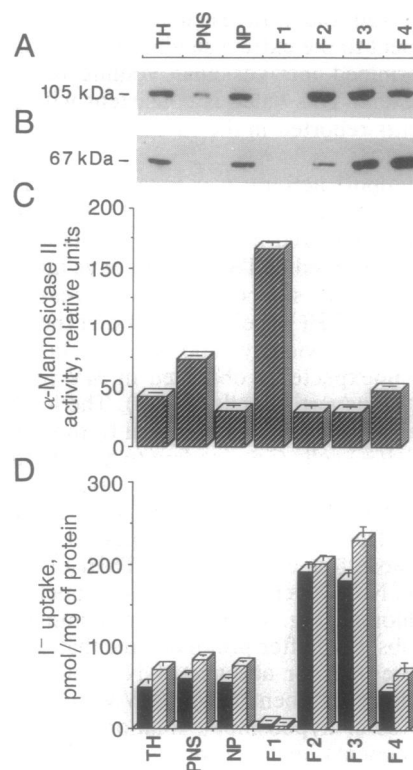 A
TH PNS NP F1 F2 F3 F4
105 kDa –
B
67 kDa –
C
200
150
100
50
0
α-Mannosidase II
activity, relative units
D
300
200
100
0
I⁻ uptake,
pmol/mg of protein
TH PNS NP F1 F2 F3 F4